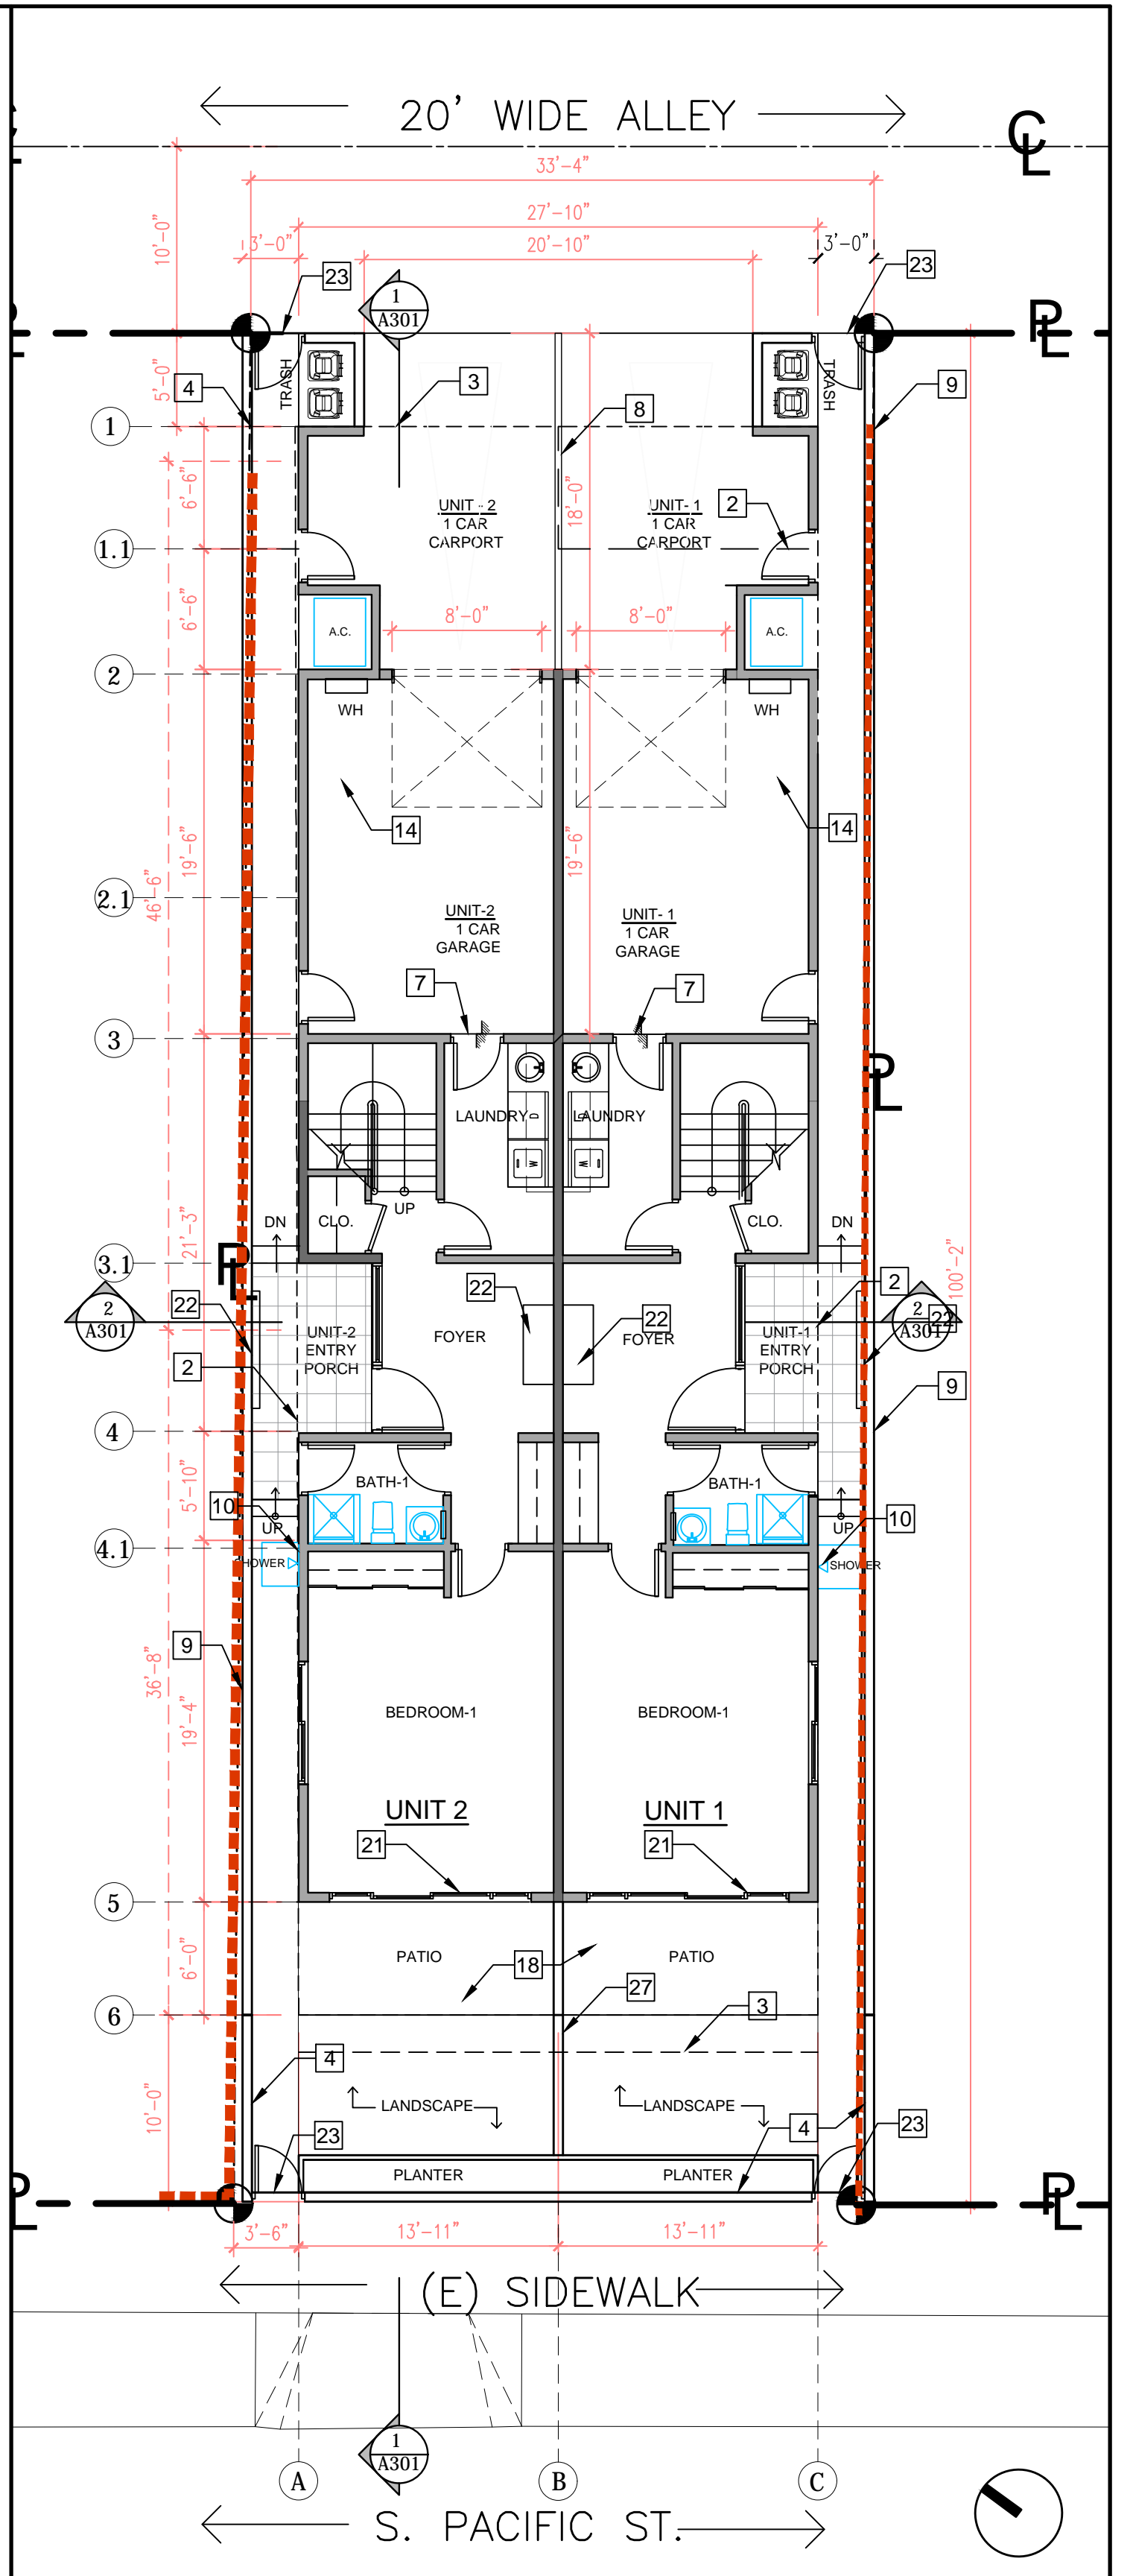 20' WIDE ALLEY
CL
33'-4"
27'-10"
20'-10"
10'-0"
3'-0"
3'-0"
23
23
1
A301
PL
TRASH
TRASH
5'-0"
4
3
8
9
1
6'-6"
UNIT - 2
1 CAR
CARPORT
18'-0"
UNIT- 1
1 CAR
CARPORT
2
1.1
6'-6"
8'-0"
8'-0"
A.C.
A.C.
2
WH
WH
14
14
19'-6"
19'-6"
46'-6"
2.1
UNIT-2
1 CAR
GARAGE
UNIT- 1
1 CAR
GARAGE
7
7
3
PL
LAUNDRY
LAUNDRY
D
D
W
W
UP
CLO.
CLO.
DN
DN
21'-3"
100'-2"
3.1
PL
22
22
22
22
2
2
A301
2
A301
UNIT-2
ENTRY
PORCH
FOYER
FOYER
UNIT-1
ENTRY
PORCH
2
9
4
5'-10"
BATH-1
BATH-1
10
10
UP
UP
4.1
SHOWER
SHOWER
9
36'-8"
19'-4"
BEDROOM-1
BEDROOM-1
UNIT 2
UNIT 1
21
21
5
6'-0"
PATIO
PATIO
18
27
6
3
4
10'-0"
LANDSCAPE
LANDSCAPE
4
23
23
PLANTER
PLANTER
PL
PL
3'-6"
13'-11"
13'-11"
(E) SIDEWALK
1
A301
A
B
C
S. PACIFIC ST.